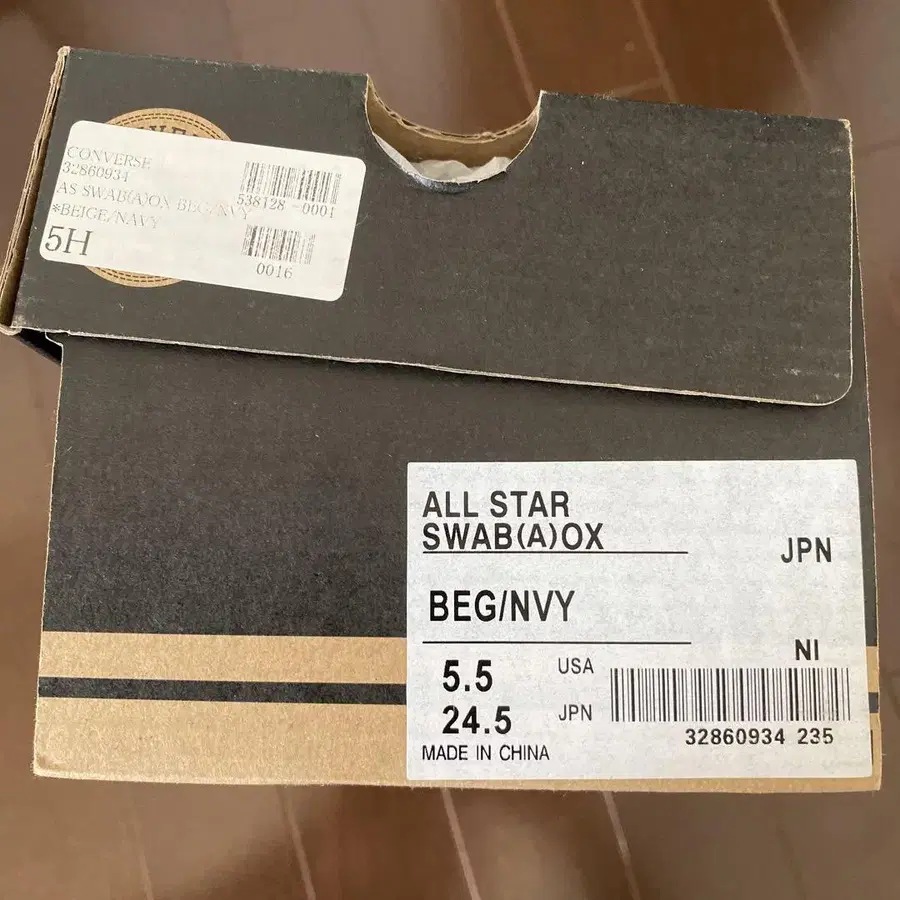 CONVERSE
32860934
AS SWAB(A)OX BEG/NVY
*BEIGE/NAVY
5H
538128 -0001
0016
ALL STAR
SWAB(A)OX
JPN
BEG/NVY
NI
5.5 USA
24.5 JPN
32860934 235
MADE IN CHINA